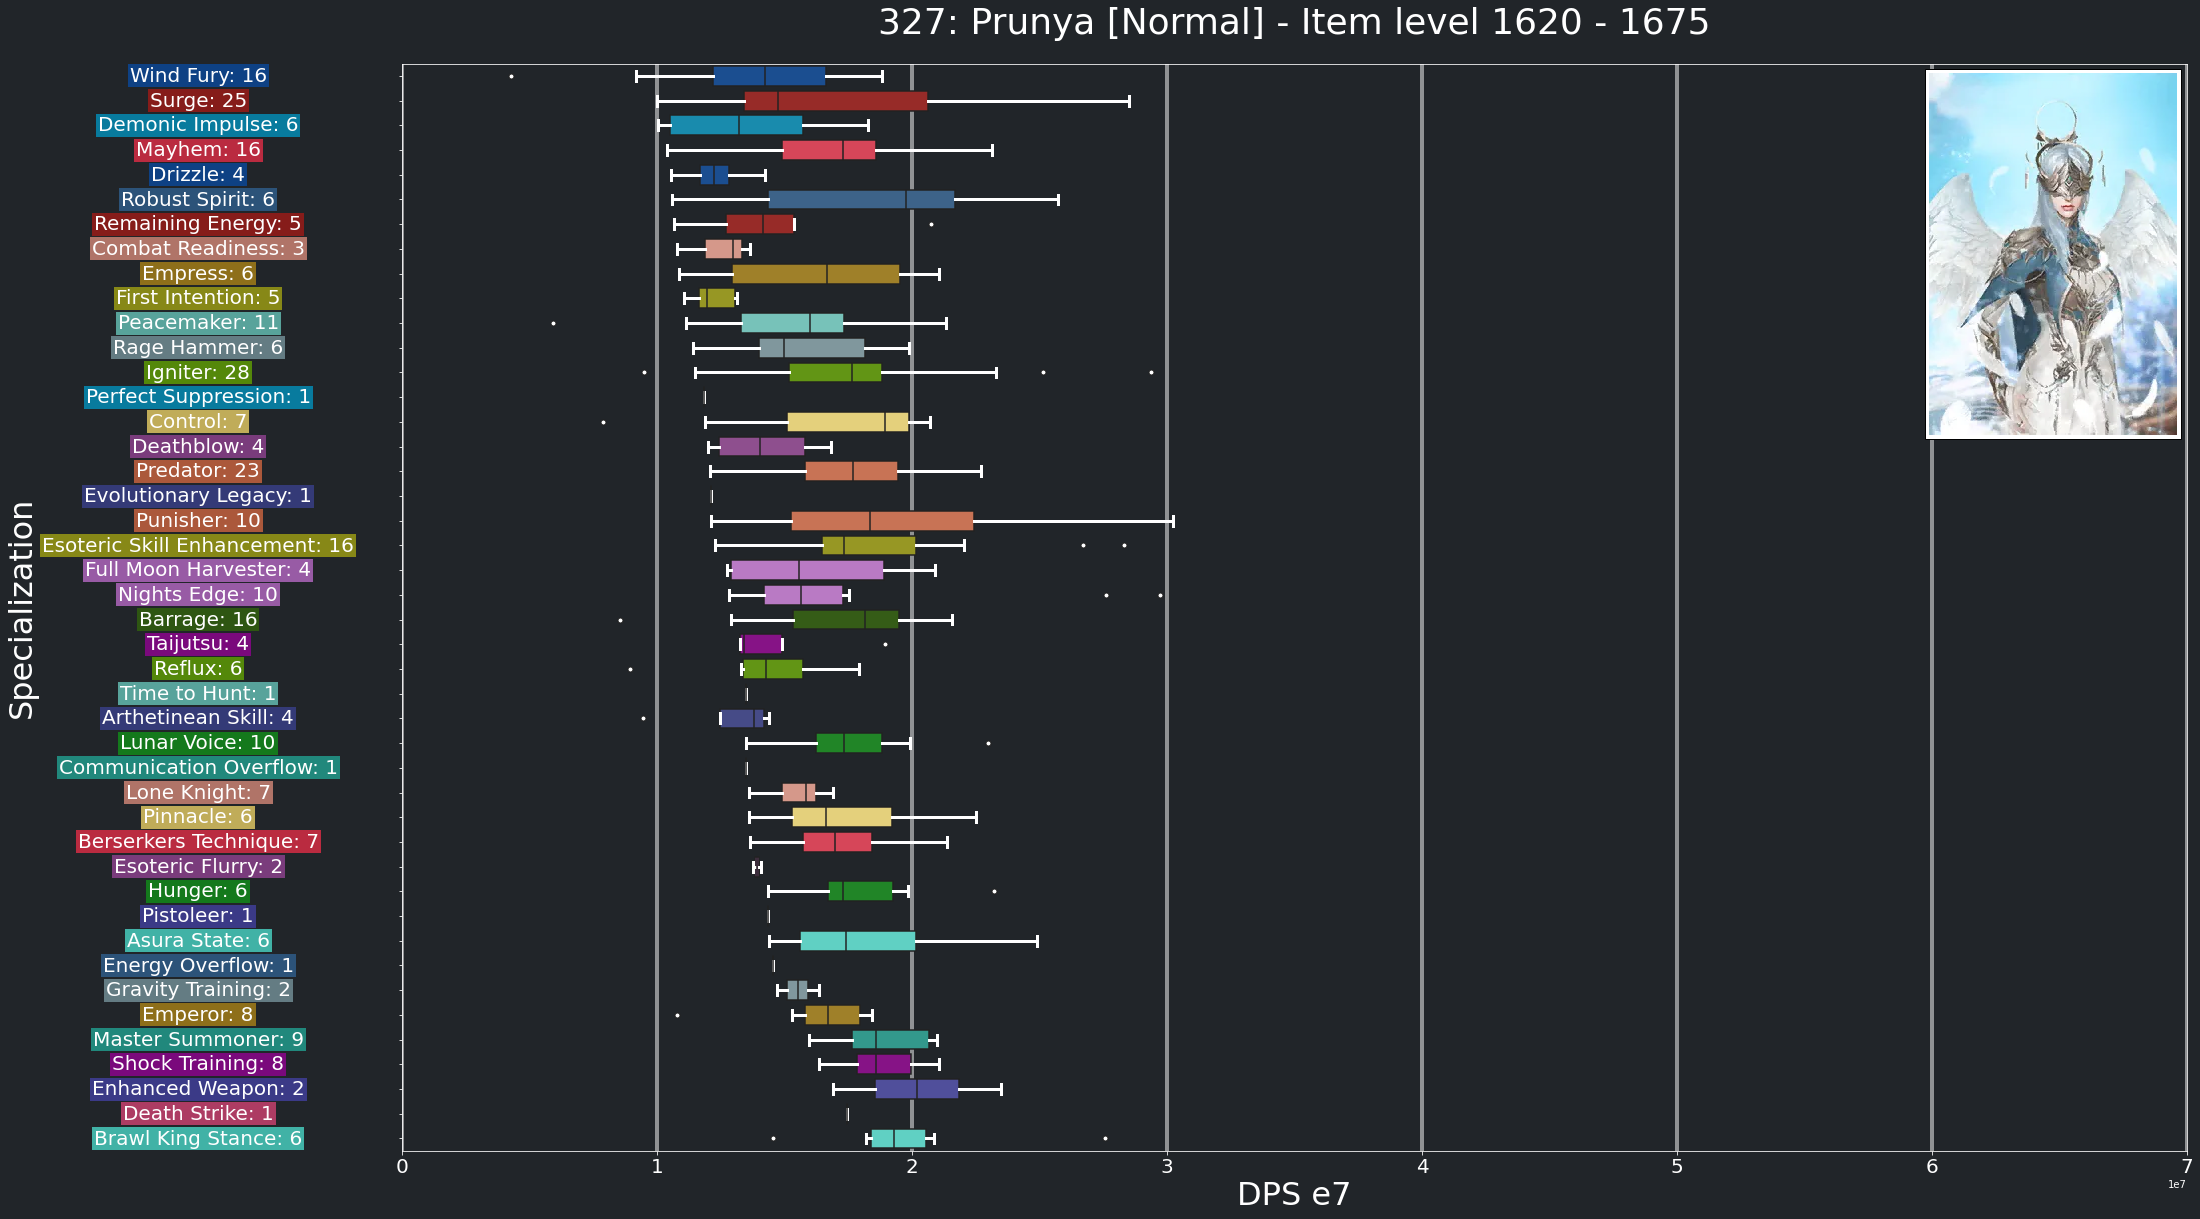 327: Prunya [Normal] - Item level 1620 - 1675
Specialization
Wind Fury: 16
Surge: 25
Demonic Impulse: 6
Mayhem: 16
Drizzle: 4
Robust Spirit: 6
Remaining Energy: 5
Combat Readiness: 3
Empress: 6
First Intention: 5
Peacemaker: 11
Rage Hammer: 6
Igniter: 28
Perfect Suppression: 1
Control: 7
Deathblow: 4
Predator: 23
Evolutionary Legacy: 1
Punisher: 10
Esoteric Skill Enhancement: 16
Full Moon Harvester: 4
Nights Edge: 10
Barrage: 16
Taijutsu: 4
Reflux: 6
Time to Hunt: 1
Arthetinean Skill: 4
Lunar Voice: 10
Communication Overflow: 1
Lone Knight: 7
Pinnacle: 6
Berserkers Technique: 7
Esoteric Flurry: 2
Hunger: 6
Pistoleer: 1
Asura State: 6
Energy Overflow: 1
Gravity Training: 2
Emperor: 8
Master Summoner: 9
Shock Training: 8
Enhanced Weapon: 2
Death Strike: 1
Brawl King Stance: 6
0 1 2 3 4 5 6 7
1e7
DPS e7